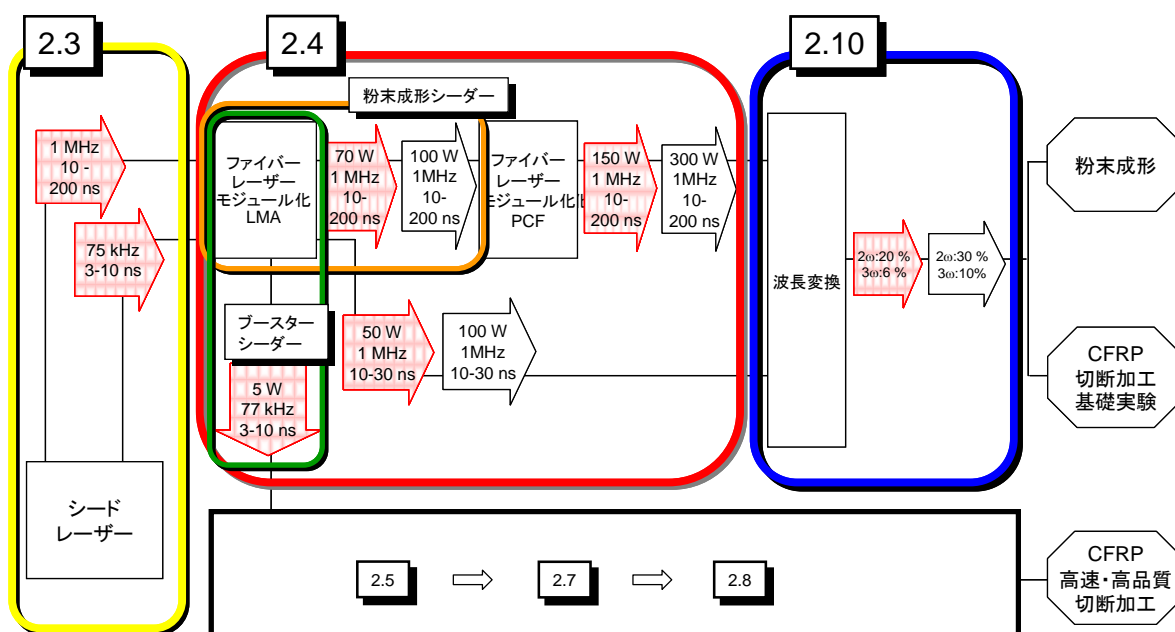 2.3
2.4
2.10
1 MHz
10 -
200 ns
75 kHz
3-10 ns
シード
レーザー
粉末成形シーダー
ファイバー
レーザー
モジュール化
LMA
70 W
1 MHz
10-
200 ns
100 W
1MHz
10-
200 ns
ファイバー
レーザー
モジュール化
PCF
150 W
1 MHz
10-
200 ns
300 W
1MHz
10-
200 ns
ブースター
シーダー
5 W
77 kHz
3-10 ns
50 W
1 MHz
10-30 ns
100 W
1MHz
10-30 ns
波長変換
2ω:20 %
3ω:6 %
2ω:30 %
3ω:10%
粉末成形
CFRP
切断加工
基礎実験
2.5
2.7
2.8
CFRP
高速・高品質
切断加工